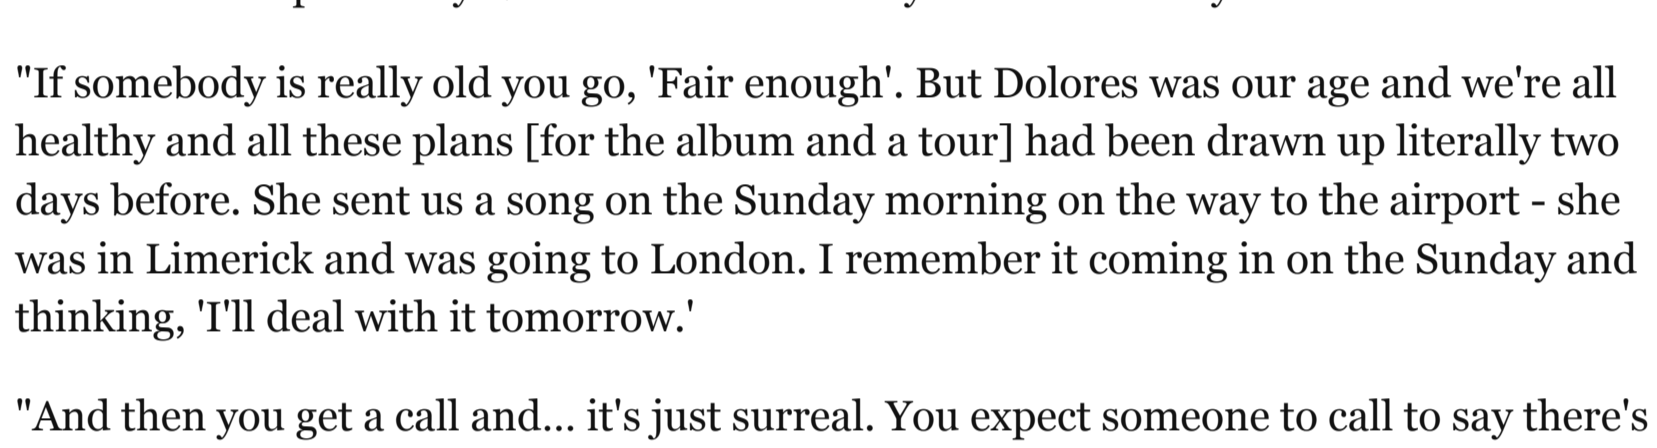 "If somebody is really old you go, 'Fair enough'. But Dolores was our age and we're all
healthy and all these plans [for the album and a tour] had been drawn up literally two
days before. She sent us a song on the Sunday morning on the way to the airport - she
was in Limerick and was going to London. I remember it coming in on the Sunday and
thinking, 'I'll deal with it tomorrow.'
"And then you get a call and... it's just surreal. You expect someone to call to say there's